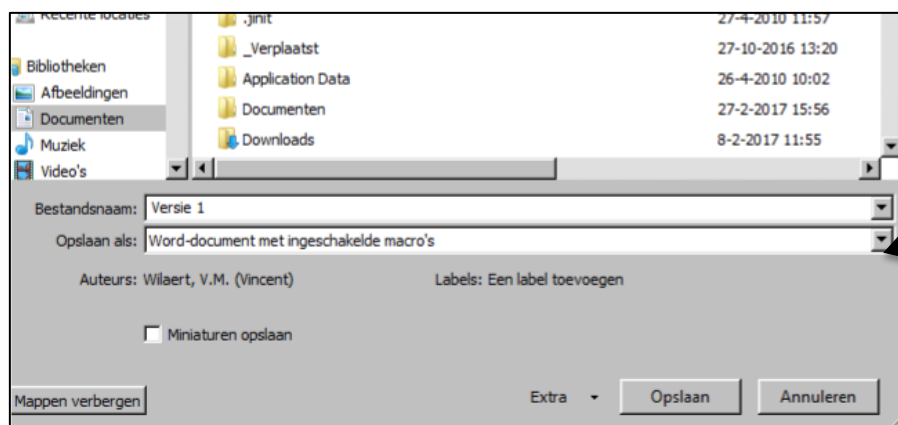 Recente locaties
Bibliotheken
Afbeeldingen
Documenten
Muziek
Video's
.jinit 27-4-2010 11:57
_Verplaatst 27-10-2016 13:20
Application Data 26-4-2010 10:02
Documenten 27-2-2017 15:56
Downloads 8-2-2017 11:55
Bestandsnaam: Versie 1
Opslaan als: Word-document met ingeschakelde macro's
Auteurs: Wilaert, V.M. (Vincent) Labels: Een label toevoegen
Miniaturen opslaan
Mappen verbergen Extra Opslaan Annuleren